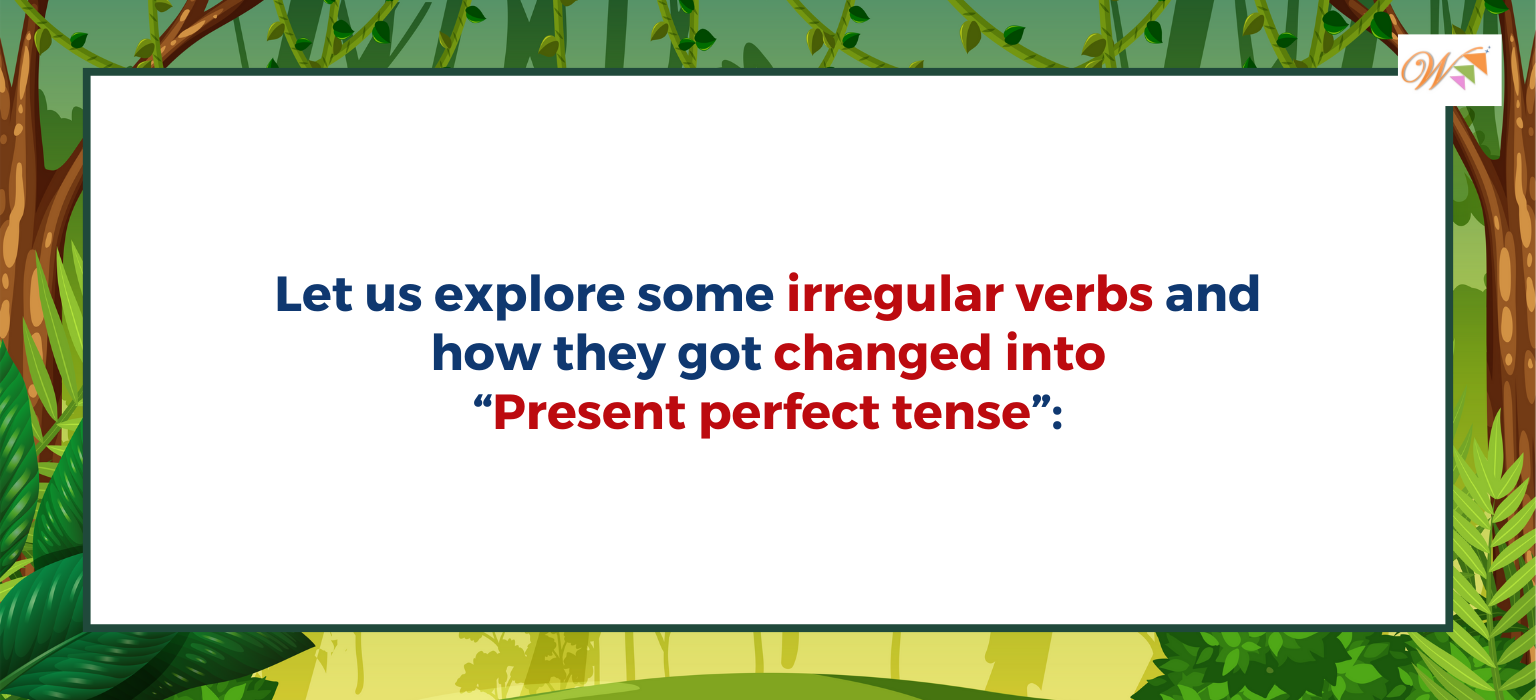 W
Let us explore some irregular verbs and
how they got changed into
“Present perfect tense”: